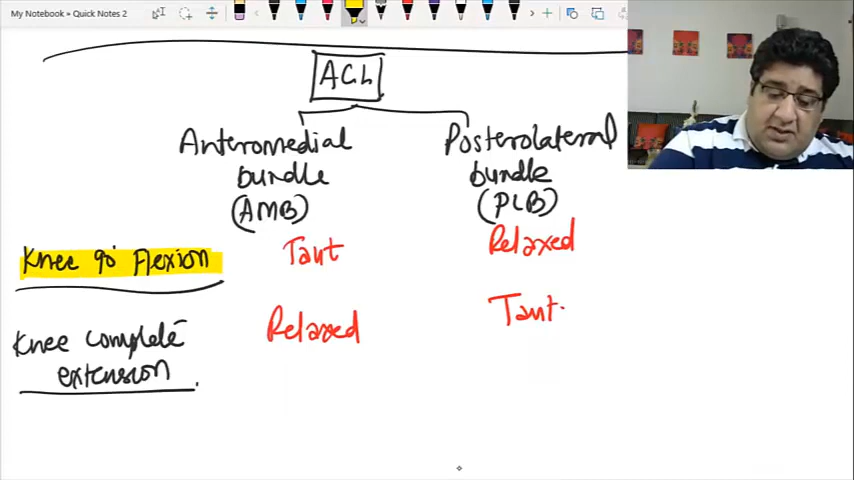 My Notebook » Quick Notes 2
ACL
Anteromedial bundle (AMB)
Posterolateral bundle (PLB)
Knee 90° Flexion Taut Relaxed
Knee complete extension Relaxed Taut